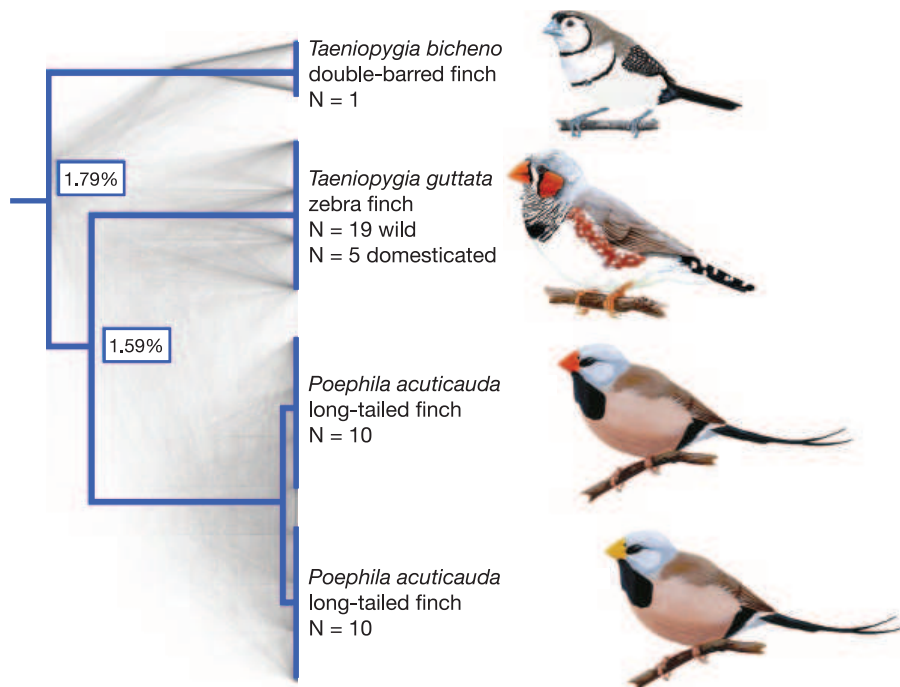 Taeniopygia bicheno
double-barred finch
N = 1
1.79%
Taeniopygia guttata
zebra finch
N = 19 wild
N = 5 domesticated
1.59%
Poephila acuticauda
long-tailed finch
N = 10
Poephila acuticauda
long-tailed finch
N = 10